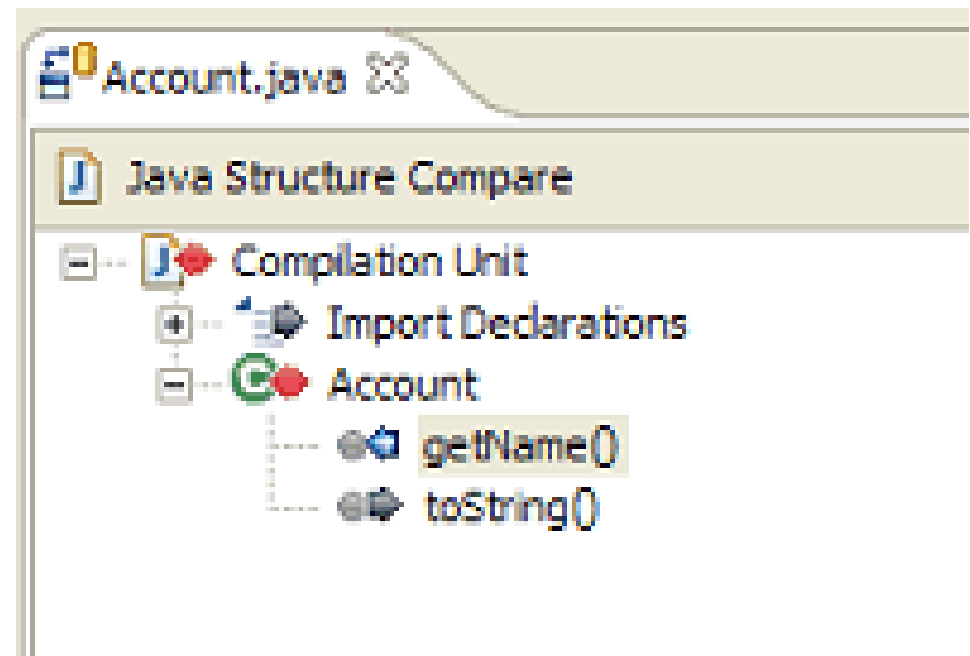 Account.java
Java Structure Compare
Compilation Unit
Import Declarations
Account
getName()
toString()